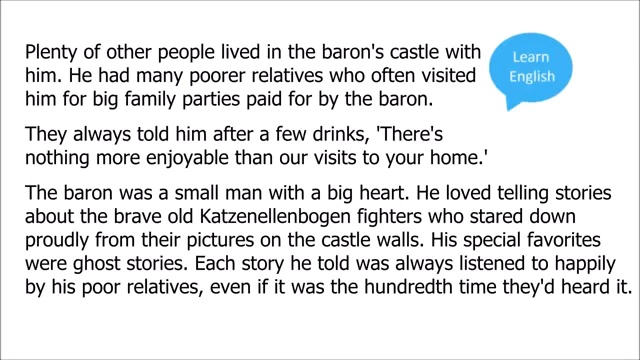 Plenty of other people lived in the baron's castle with
him. He had many poorer relatives who often visited
him for big family parties paid for by the baron.
They always told him after a few drinks, 'There's
nothing more enjoyable than our visits to your home.'
The baron was a small man with a big heart. He loved telling stories
about the brave old Katzenellenbogen fighters who stared down
proudly from their pictures on the castle walls. His special favorites
were ghost stories. Each story he told was always listened to happily
by his poor relatives, even if it was the hundredth time they'd heard it.
Learn
English